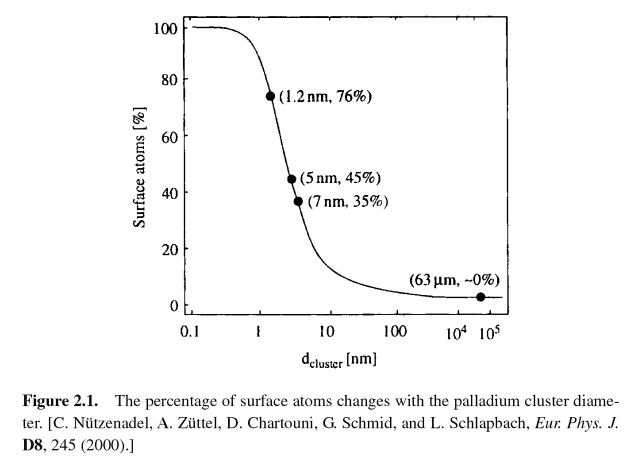 100
80
60
40
20
0
Surface atoms [%]
(1.2 nm, 76%)
(5 nm, 45%)
(7 nm, 35%)
(63 μm, ~0%)
0.1 1 10 100 10⁴ 10⁵
d_cluster [nm]
Figure 2.1. The percentage of surface atoms changes with the palladium cluster diame-
ter. [C. Nützenadel, A. Züttel, D. Chartouni, G. Schmid, and L. Schlapbach, Eur. Phys. J.
D8, 245 (2000).]